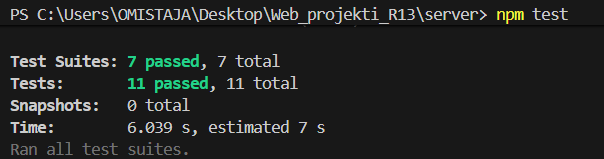 PS C:\Users\OMISTAJA\Desktop\Web_projekti_R13\server> npm test
Test Suites: 7 passed, 7 total
Tests:       11 passed, 11 total
Snapshots:   0 total
Time:        6.039 s, estimated 7 s
Ran all test suites.